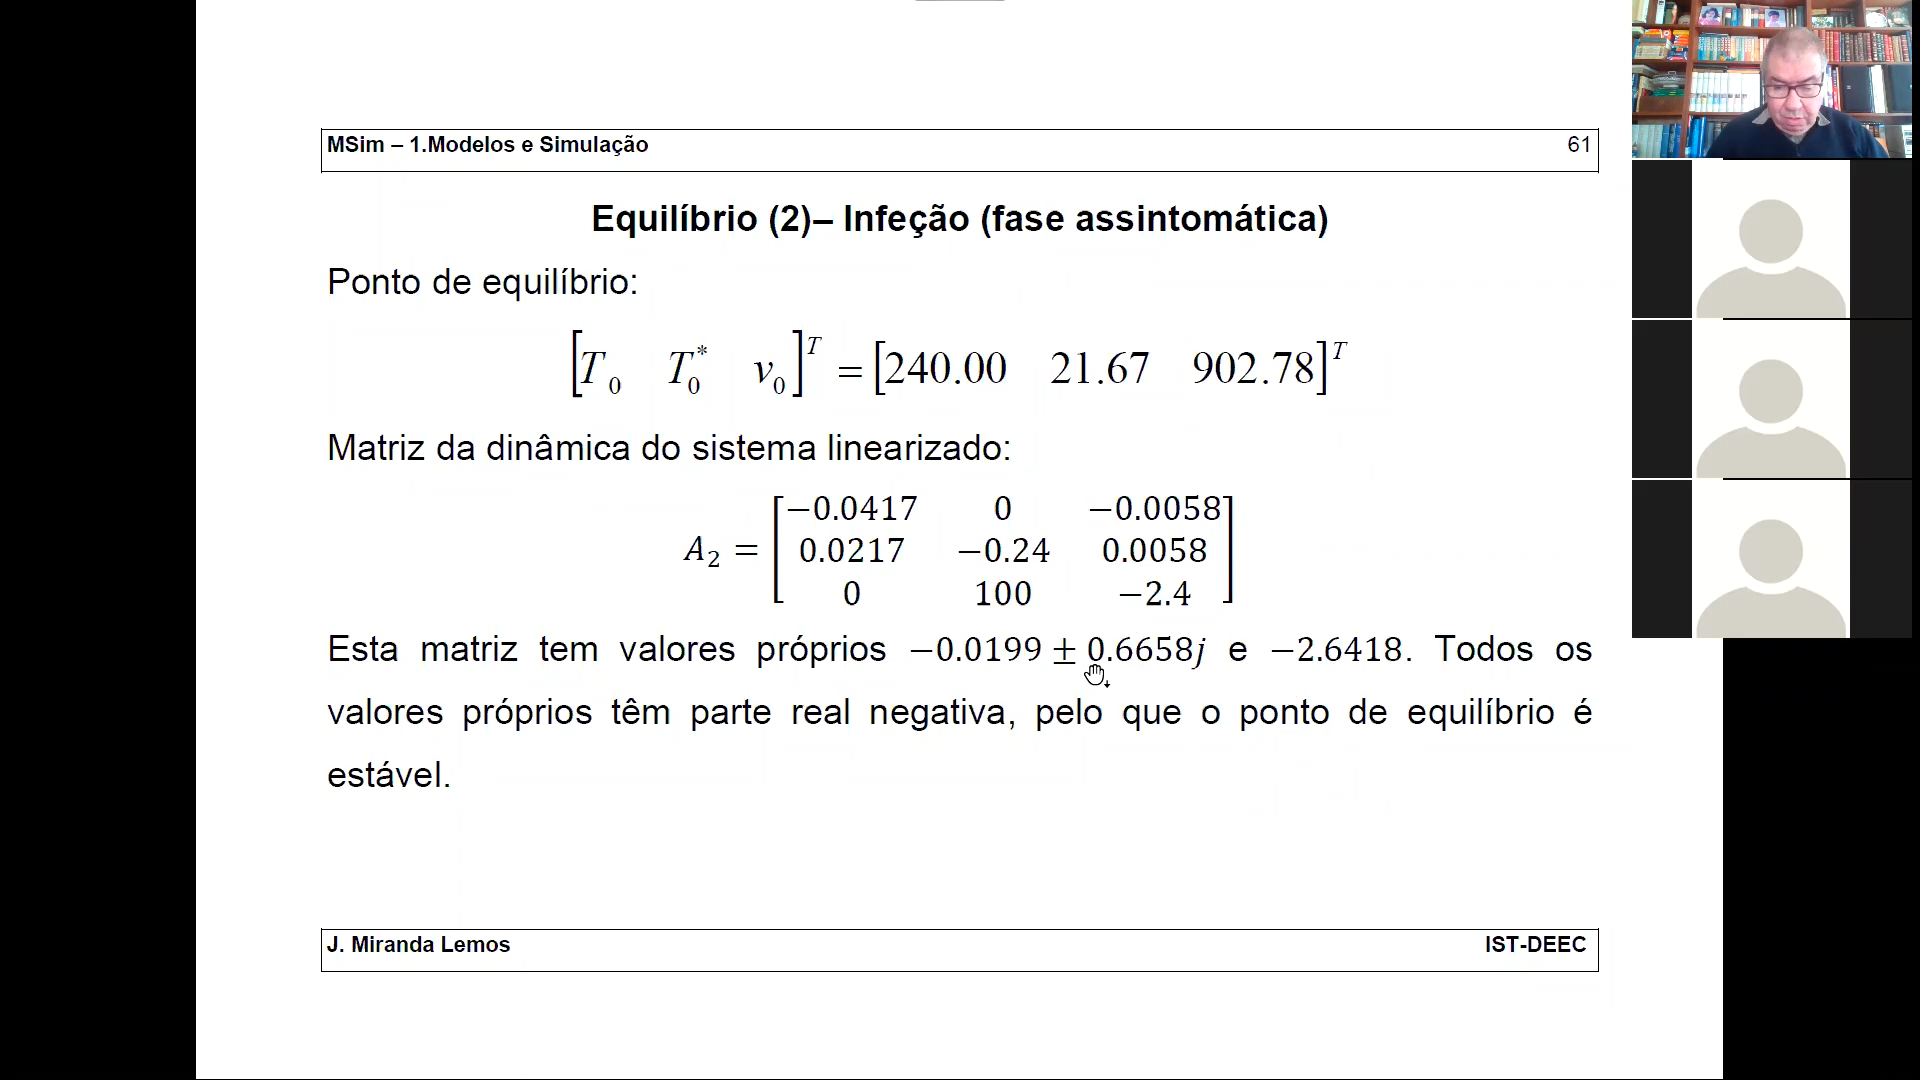 MSim – 1.Modelos e Simulação 61
Equilíbrio (2)– Infeção (fase assintomática)
Ponto de equilíbrio:
[T₀ T₀* v₀]ᵀ = [240.00 21.67 902.78]ᵀ
Matriz da dinâmica do sistema linearizado:
−0.0417 0 −0.0058
A₂ = 0.0217 −0.24 0.0058
0 100 −2.4
Esta matriz tem valores próprios −0.0199 ± 0.6658j e −2.6418. Todos os
valores próprios têm parte real negativa, pelo que o ponto de equilíbrio é
estável.
J. Miranda Lemos IST-DEEC